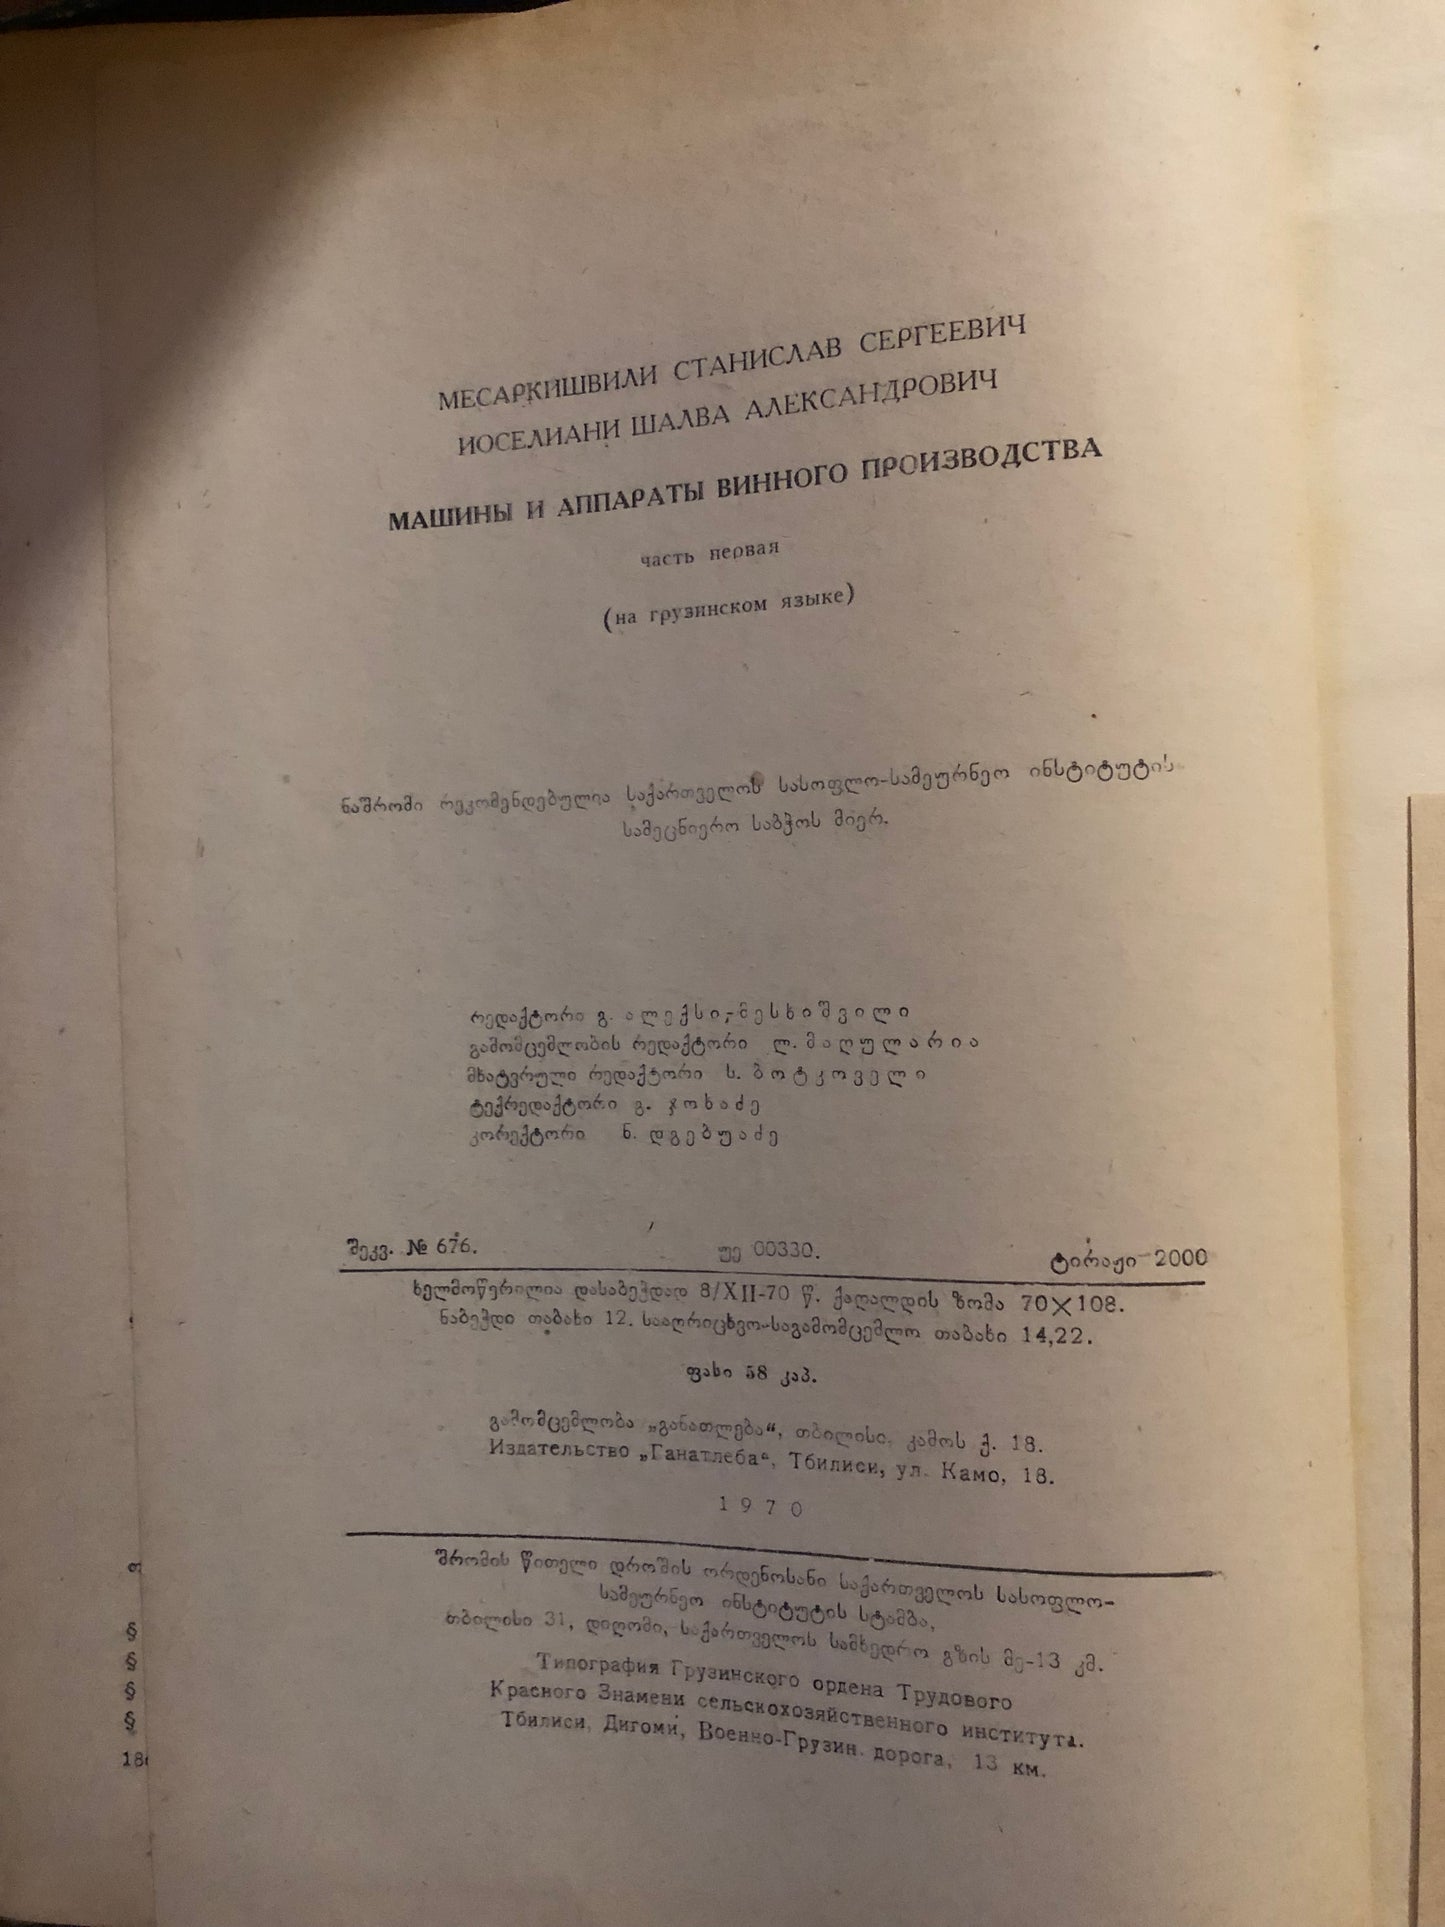 МЕСАРКИШВИЛИ СТАНИСЛАВ СЕРГЕЕВИЧ
ИОСЕЛИАНИ ШАЛВА АЛЕКСАНДРОВИЧ
МАШИНЫ И АППАРАТЫ ВИННОГО ПРОИЗВОДСТВА
часть первая
(на грузинском языке)
ნაშრომი რეკომენდებულია საქართველოს სასოფლო-სამეურნეო ინსტიტუტის
სამეცნიერო საბჭოს მიერ.
რედაქტორი გ. ალექსი-მესხიშვილი
გამომცემლობის რედაქტორი ლ. მაღულარია
მხატვრული რედაქტორი ს. ბოტკოველი
ტექრედაქტორი გ. ჯოხაძე
კორექტორი ნ. დგებუაძე
შეკვ. № 676. უე 00330. ტირაჟი 2000
ხელმოწერილია დასაბეჭდად 8/XII-70 წ. ქაღალდის ზომა 70×108.
ნაბეჭდი თაბახი 12. სააღრიცხვო-საგამომცემლო თაბახი 14,22.
ფასი 58 კაპ.
გამომცემლობა „განათლება“, თბილისი, კამოს ქ. 18.
Издательство „Ганатлеба“, Тбилиси, ул. Камо, 18.
1970
შრომის წითელი დროშის ორდენოსანი საქართველოს სასოფლო-
სამეურნეო ინსტიტუტის სტამბა,
თბილისი 31, დიღომი, საქართველოს სამხედრო გზის მე-13 კმ.
Типография Грузинского ордена Трудового
Красного Знамени сельскохозяйственного института.
Тбилиси, Дигоми, Военно-Грузин. дорога, 13 км.
თ
§
§
§
§